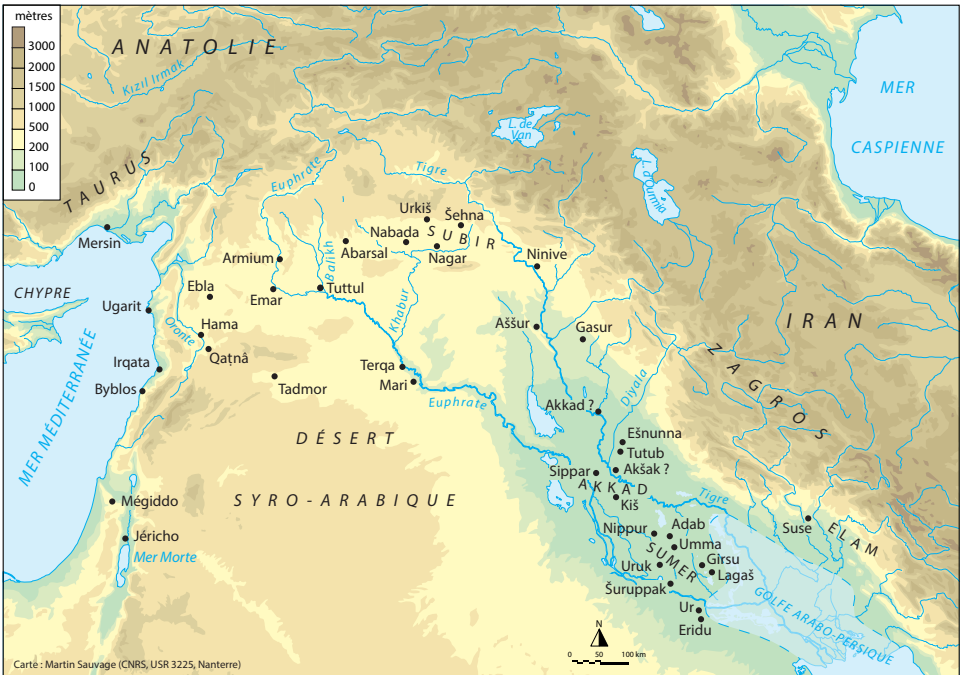 mètres
3000
2000
1500
1000
500
200
100
0
ANATOLIE
Kızıl Irmak
TAURUS
L. de
Van
L. d'Ourmia
MER
CASPIENNE
Euphrate
Tigre
Mersin
Urkiš
Šehna
Nabada
SUBIR
Abarsal
Nagar
Armium
Balikh
Ninive
CHYPRE
Ebla
Emar
Tuttul
Khabur
Ugarit
Oronte
Hama
Aššur
Gasur
IRAN
Qaṭnâ
Irqata
Terqa
ZAGROS
Byblos
Tadmor
Mari
Diyala
MER MÉDITERRANÉE
Euphrate
Akkad ?
DÉSERT
Ešnunna
Tutub
Sippar
Akšak ?
AKKAD
SYRO-ARABIQUE
Kiš
Tigre
Mégiddo
Suse
ELAM
Nippur
Adab
Jéricho
Umma
Mer Morte
SUMER
Girsu
Uruk
Lagaš
Šuruppak
GOLFE ARABO-PERSIQUE
Ur
Eridu
N
0 50 100 km
Carte : Martin Sauvage (CNRS, USR 3225, Nanterre)